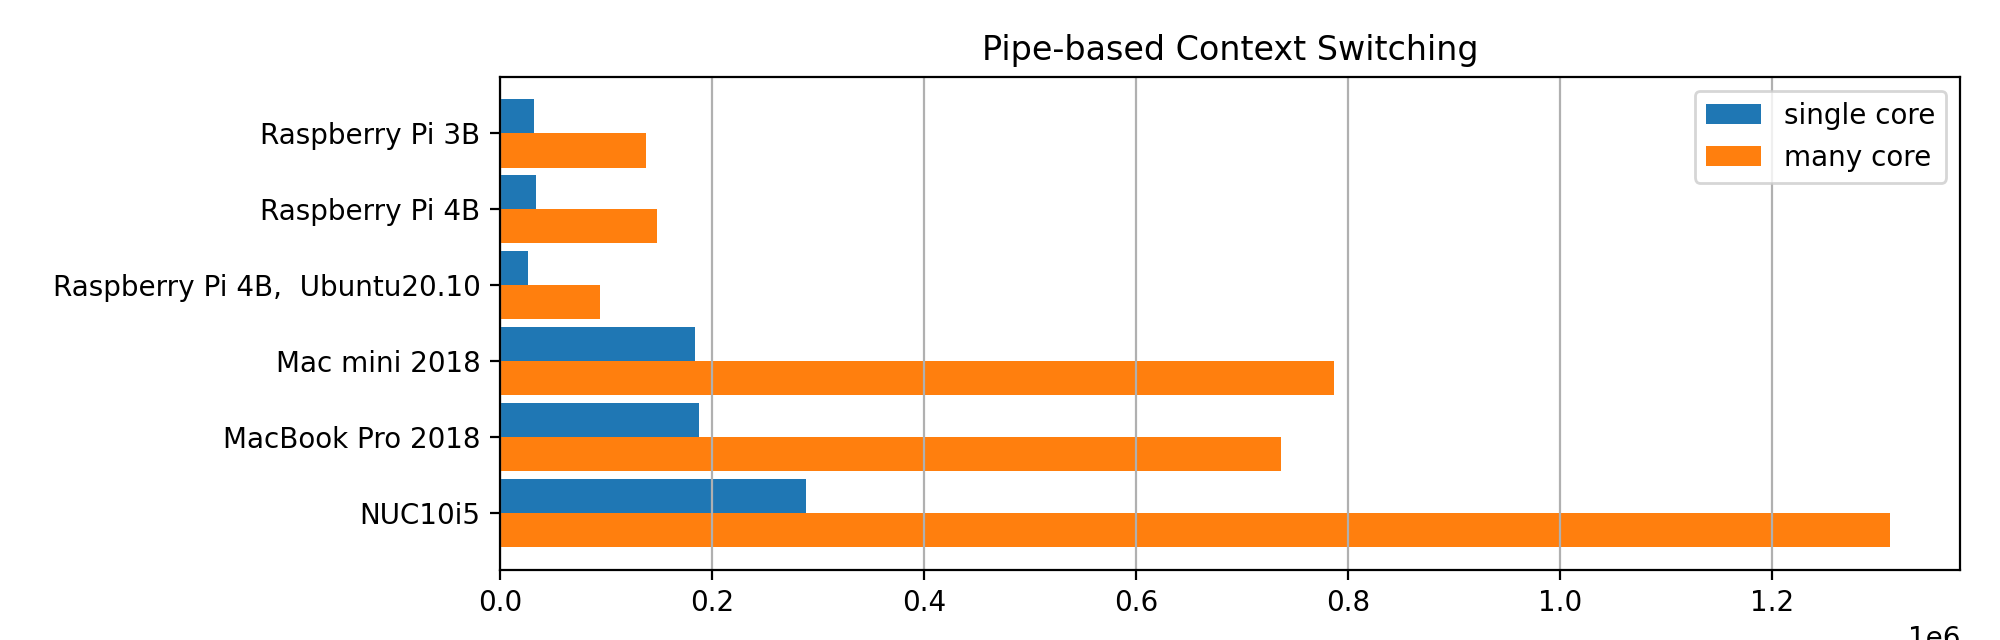 Pipe-based Context Switching
single core
many core
Raspberry Pi 3B
Raspberry Pi 4B
Raspberry Pi 4B,  Ubuntu20.10
Mac mini 2018
MacBook Pro 2018
NUC10i5
0.0 0.2 0.4 0.6 0.8 1.0 1.2
1e6